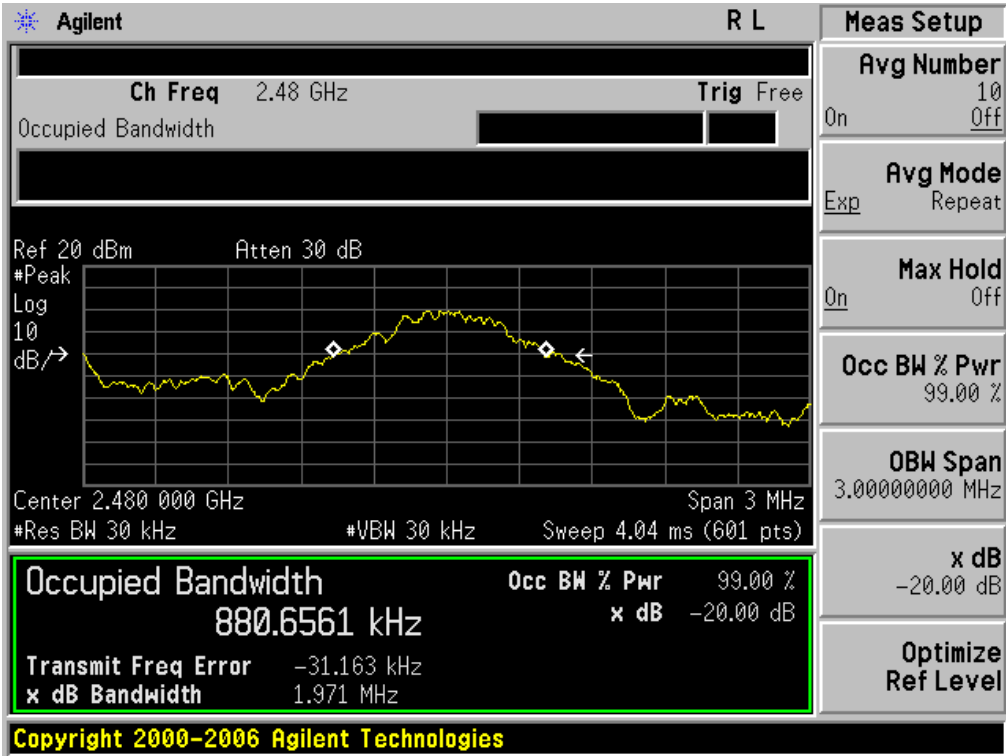 Agilent R L Meas Setup
Ch Freq 2.48 GHz Trig Free
Occupied Bandwidth
Avg Number
10
On Off
Avg Mode
Exp Repeat
Max Hold
On Off
Occ BW % Pwr
99.00 %
OBW Span
3.00000000 MHz
x dB
-20.00 dB
Optimize
Ref Level
Ref 20 dBm Atten 30 dB
#Peak
Log
10
dB/
Center 2.480 000 GHz Span 3 MHz
#Res BW 30 kHz #VBW 30 kHz Sweep 4.04 ms (601 pts)
Occupied Bandwidth Occ BW % Pwr 99.00 %
880.6561 kHz x dB -20.00 dB
Transmit Freq Error -31.163 kHz
x dB Bandwidth 1.971 MHz
Copyright 2000-2006 Agilent Technologies